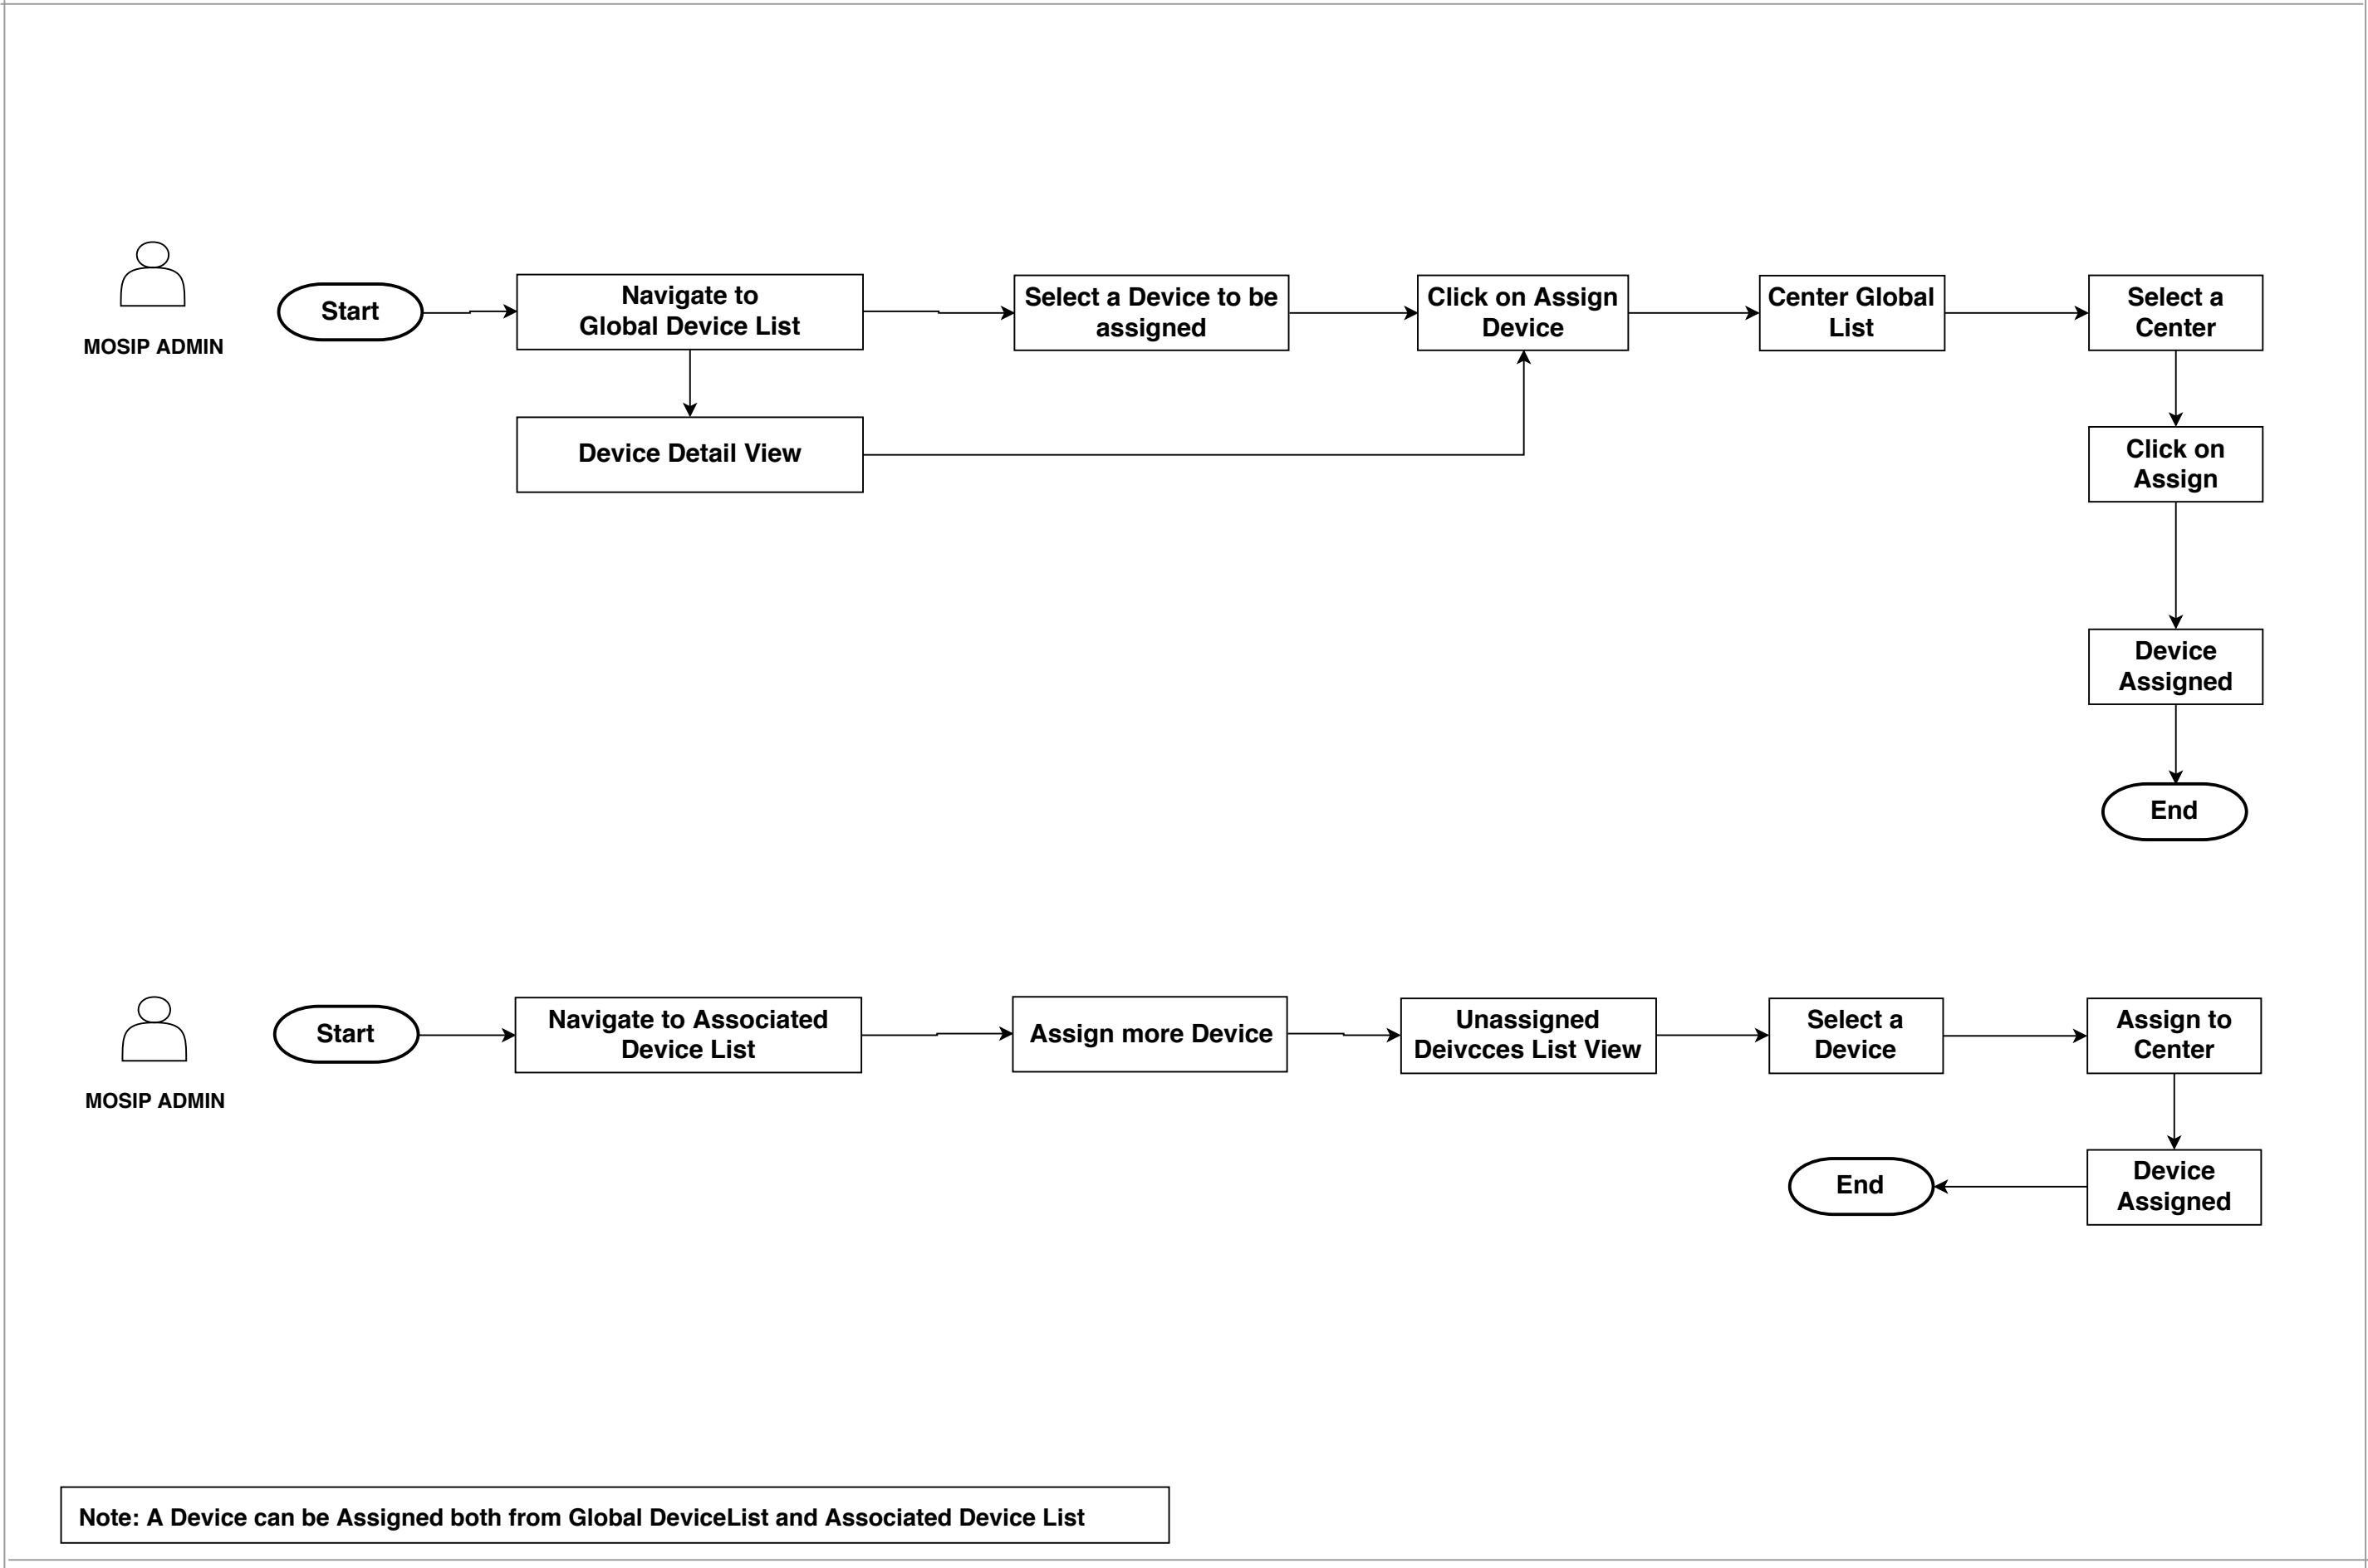 MOSIP ADMIN
Start
Navigate to
Global Device List
Select a Device to be
assigned
Click on Assign
Device
Center Global
List
Select a
Center
Device Detail View
Click on
Assign
Device
Assigned
End
MOSIP ADMIN
Start
Navigate to Associated
Device List
Assign more Device
Unassigned
Deivcces List View
Select a
Device
Assign to
Center
Device
Assigned
End
Note: A Device can be Assigned both from Global DeviceList and Associated Device List